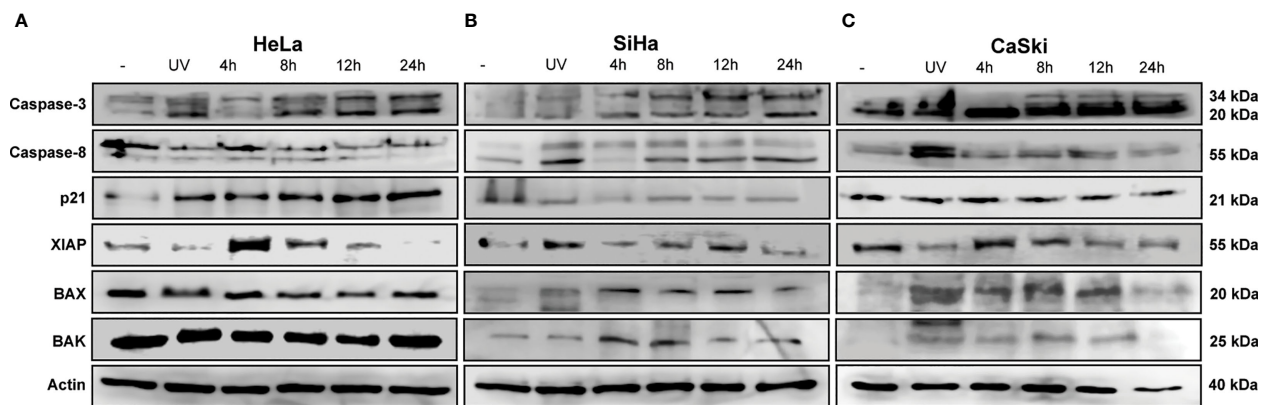 A B C
HeLa SiHa CaSki
- UV 4h 8h 12h 24h - UV 4h 8h 12h 24h - UV 4h 8h 12h 24h
Caspase-3 34 kDa
20 kDa
Caspase-8 55 kDa
p21 21 kDa
XIAP 55 kDa
BAX 20 kDa
BAK 25 kDa
Actin 40 kDa